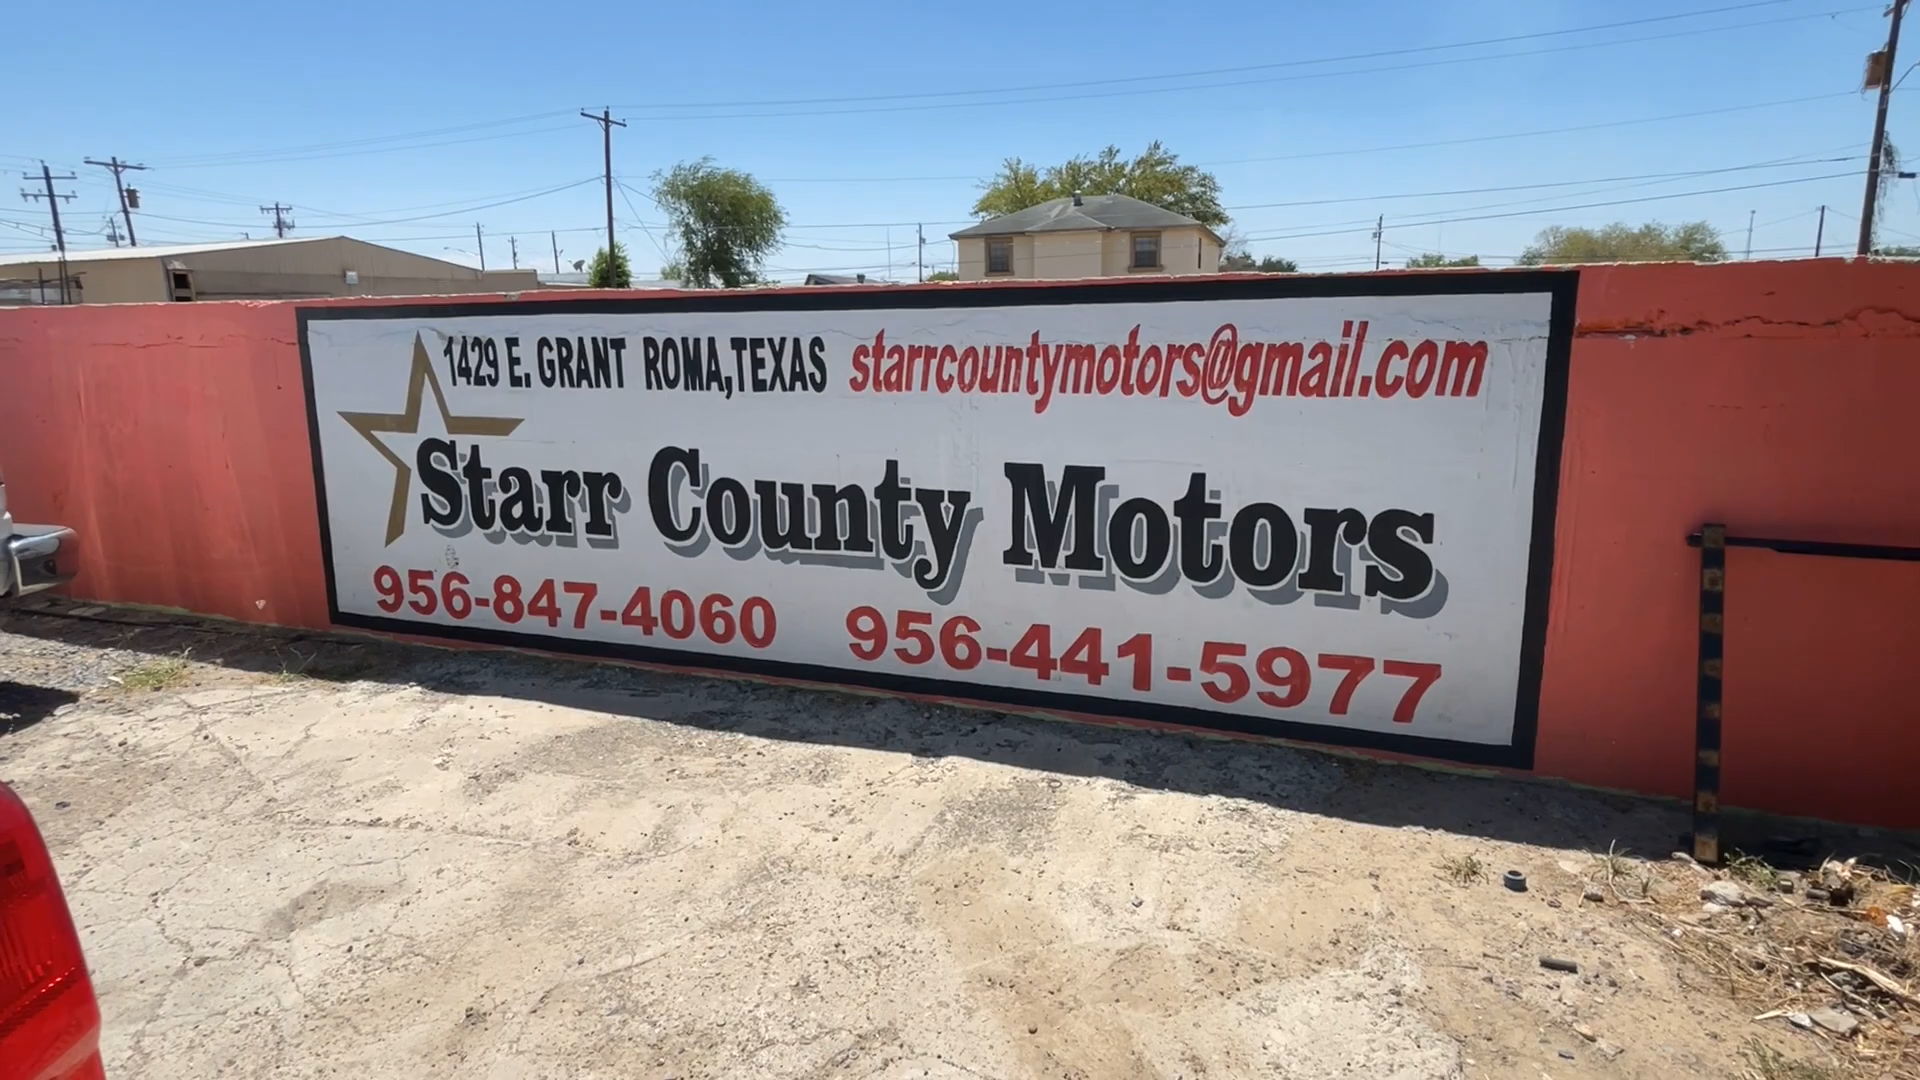 1429 E. GRANT ROMA, TEXAS starrcountymotors@gmail.com
Starr County Motors
956-847-4060 956-441-5977